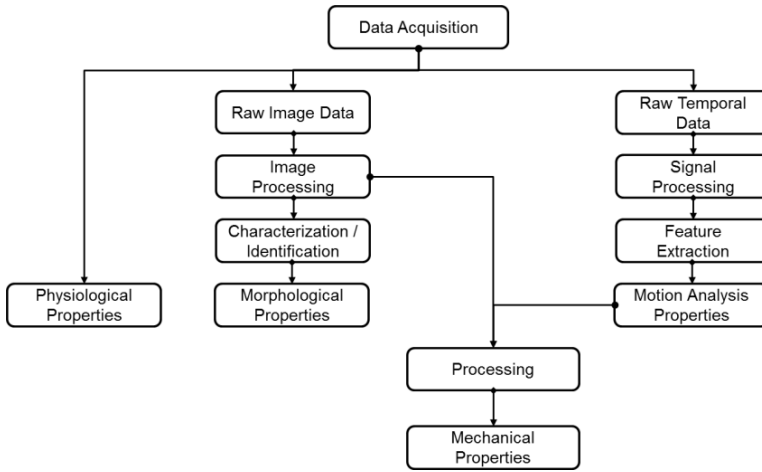 Data Acquisition
Raw Image Data
Raw Temporal
Data
Image
Processing
Signal
Processing
Characterization /
Identification
Feature
Extraction
Physiological
Properties
Morphological
Properties
Motion Analysis
Properties
Processing
Mechanical
Properties